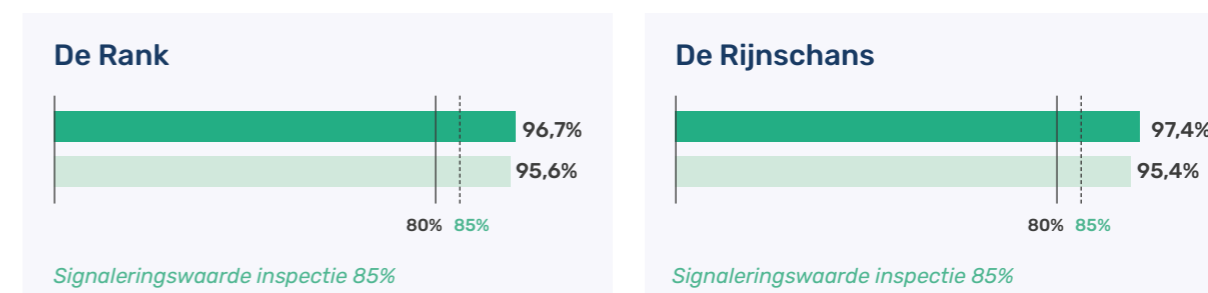 De Rank
96,7%
95,6%
80% 85%
Signaleringswaarde inspectie 85%
De Rijnschans
97,4%
95,4%
80% 85%
Signaleringswaarde inspectie 85%